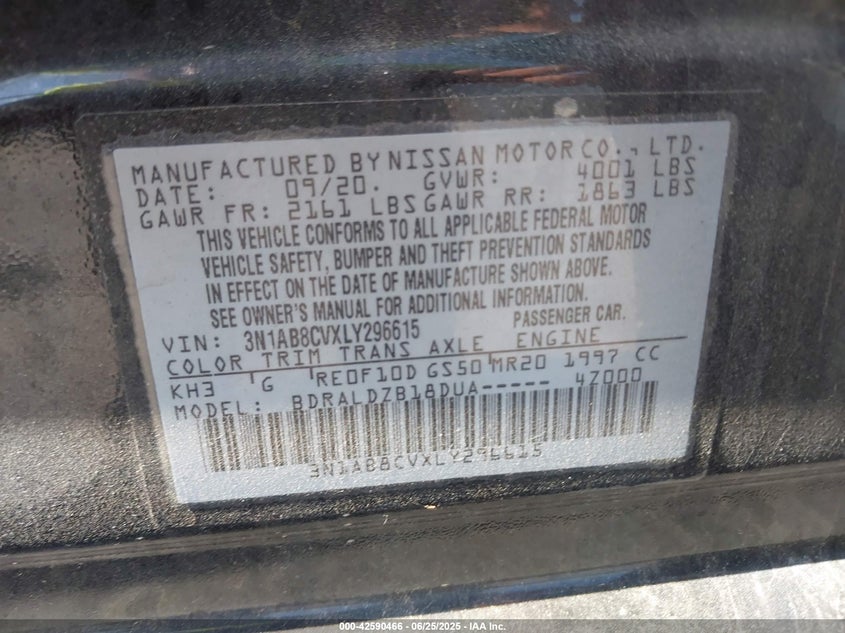 MANUFACTURED BY NISSAN MOTOR CO., LTD.
DATE: 09/20. GVWR: 4001 LBS
GAWR FR: 2161 LBS GAWR RR: 1863 LBS
THIS VEHICLE CONFORMS TO ALL APPLICABLE FEDERAL MOTOR
VEHICLE SAFETY, BUMPER AND THEFT PREVENTION STANDARDS
IN EFFECT ON THE DATE OF MANUFACTURE SHOWN ABOVE.
SEE OWNER'S MANUAL FOR ADDITIONAL INFORMATION.
VIN: 3N1AB8CVXLY296615 PASSENGER CAR.
COLOR TRIM TRANS AXLE ENGINE
KH3 G RE0F10D GS50 MR20 1997 CC
MODEL: BDRALDZB18DUA----- 4Z000
3N1AB8CVXLY296615
000-42590466 - 06/25/2025 - IAA Inc.